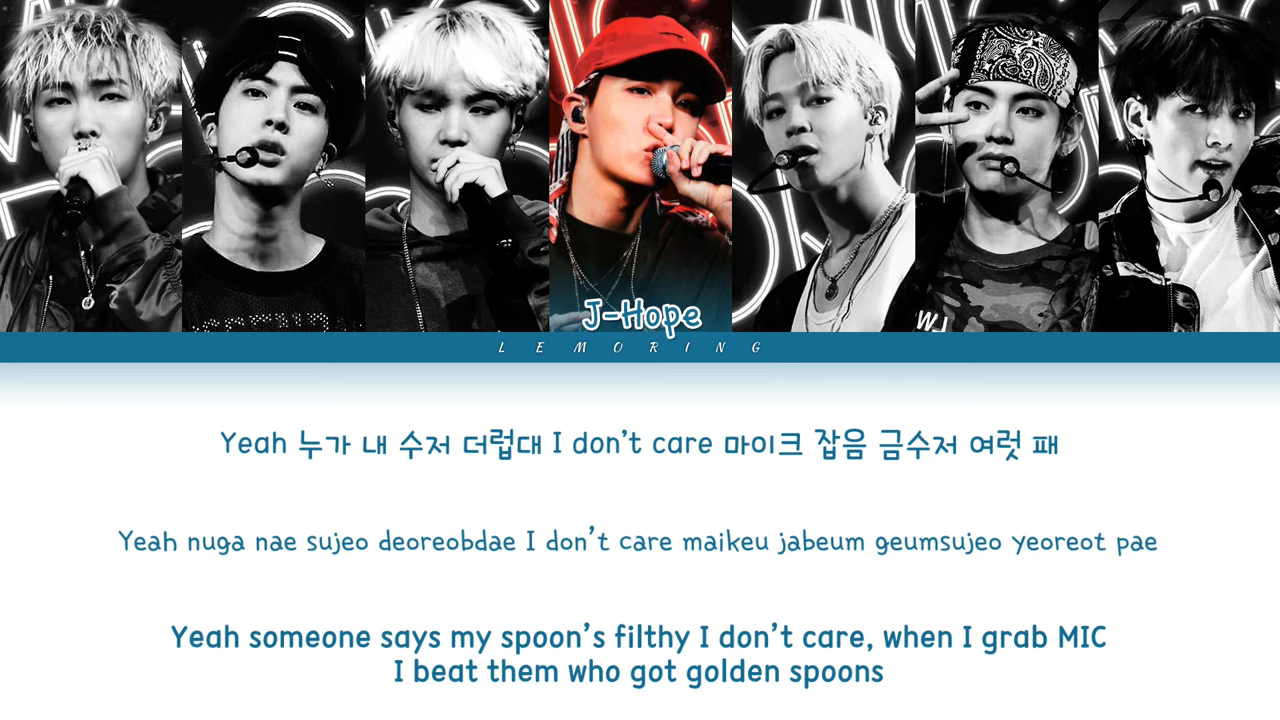 J-Hope
LEMORING
Yeah 누가 내 수저 더럽대 I don't care 마이크 잡음 금수저 여럿 패
Yeah nuga nae sujeo deoreobdae I don't care maikeu jabeum geumsujeo yeoreot pae
Yeah someone says my spoon's filthy I don't care, when I grab MIC
I beat them who got golden spoons